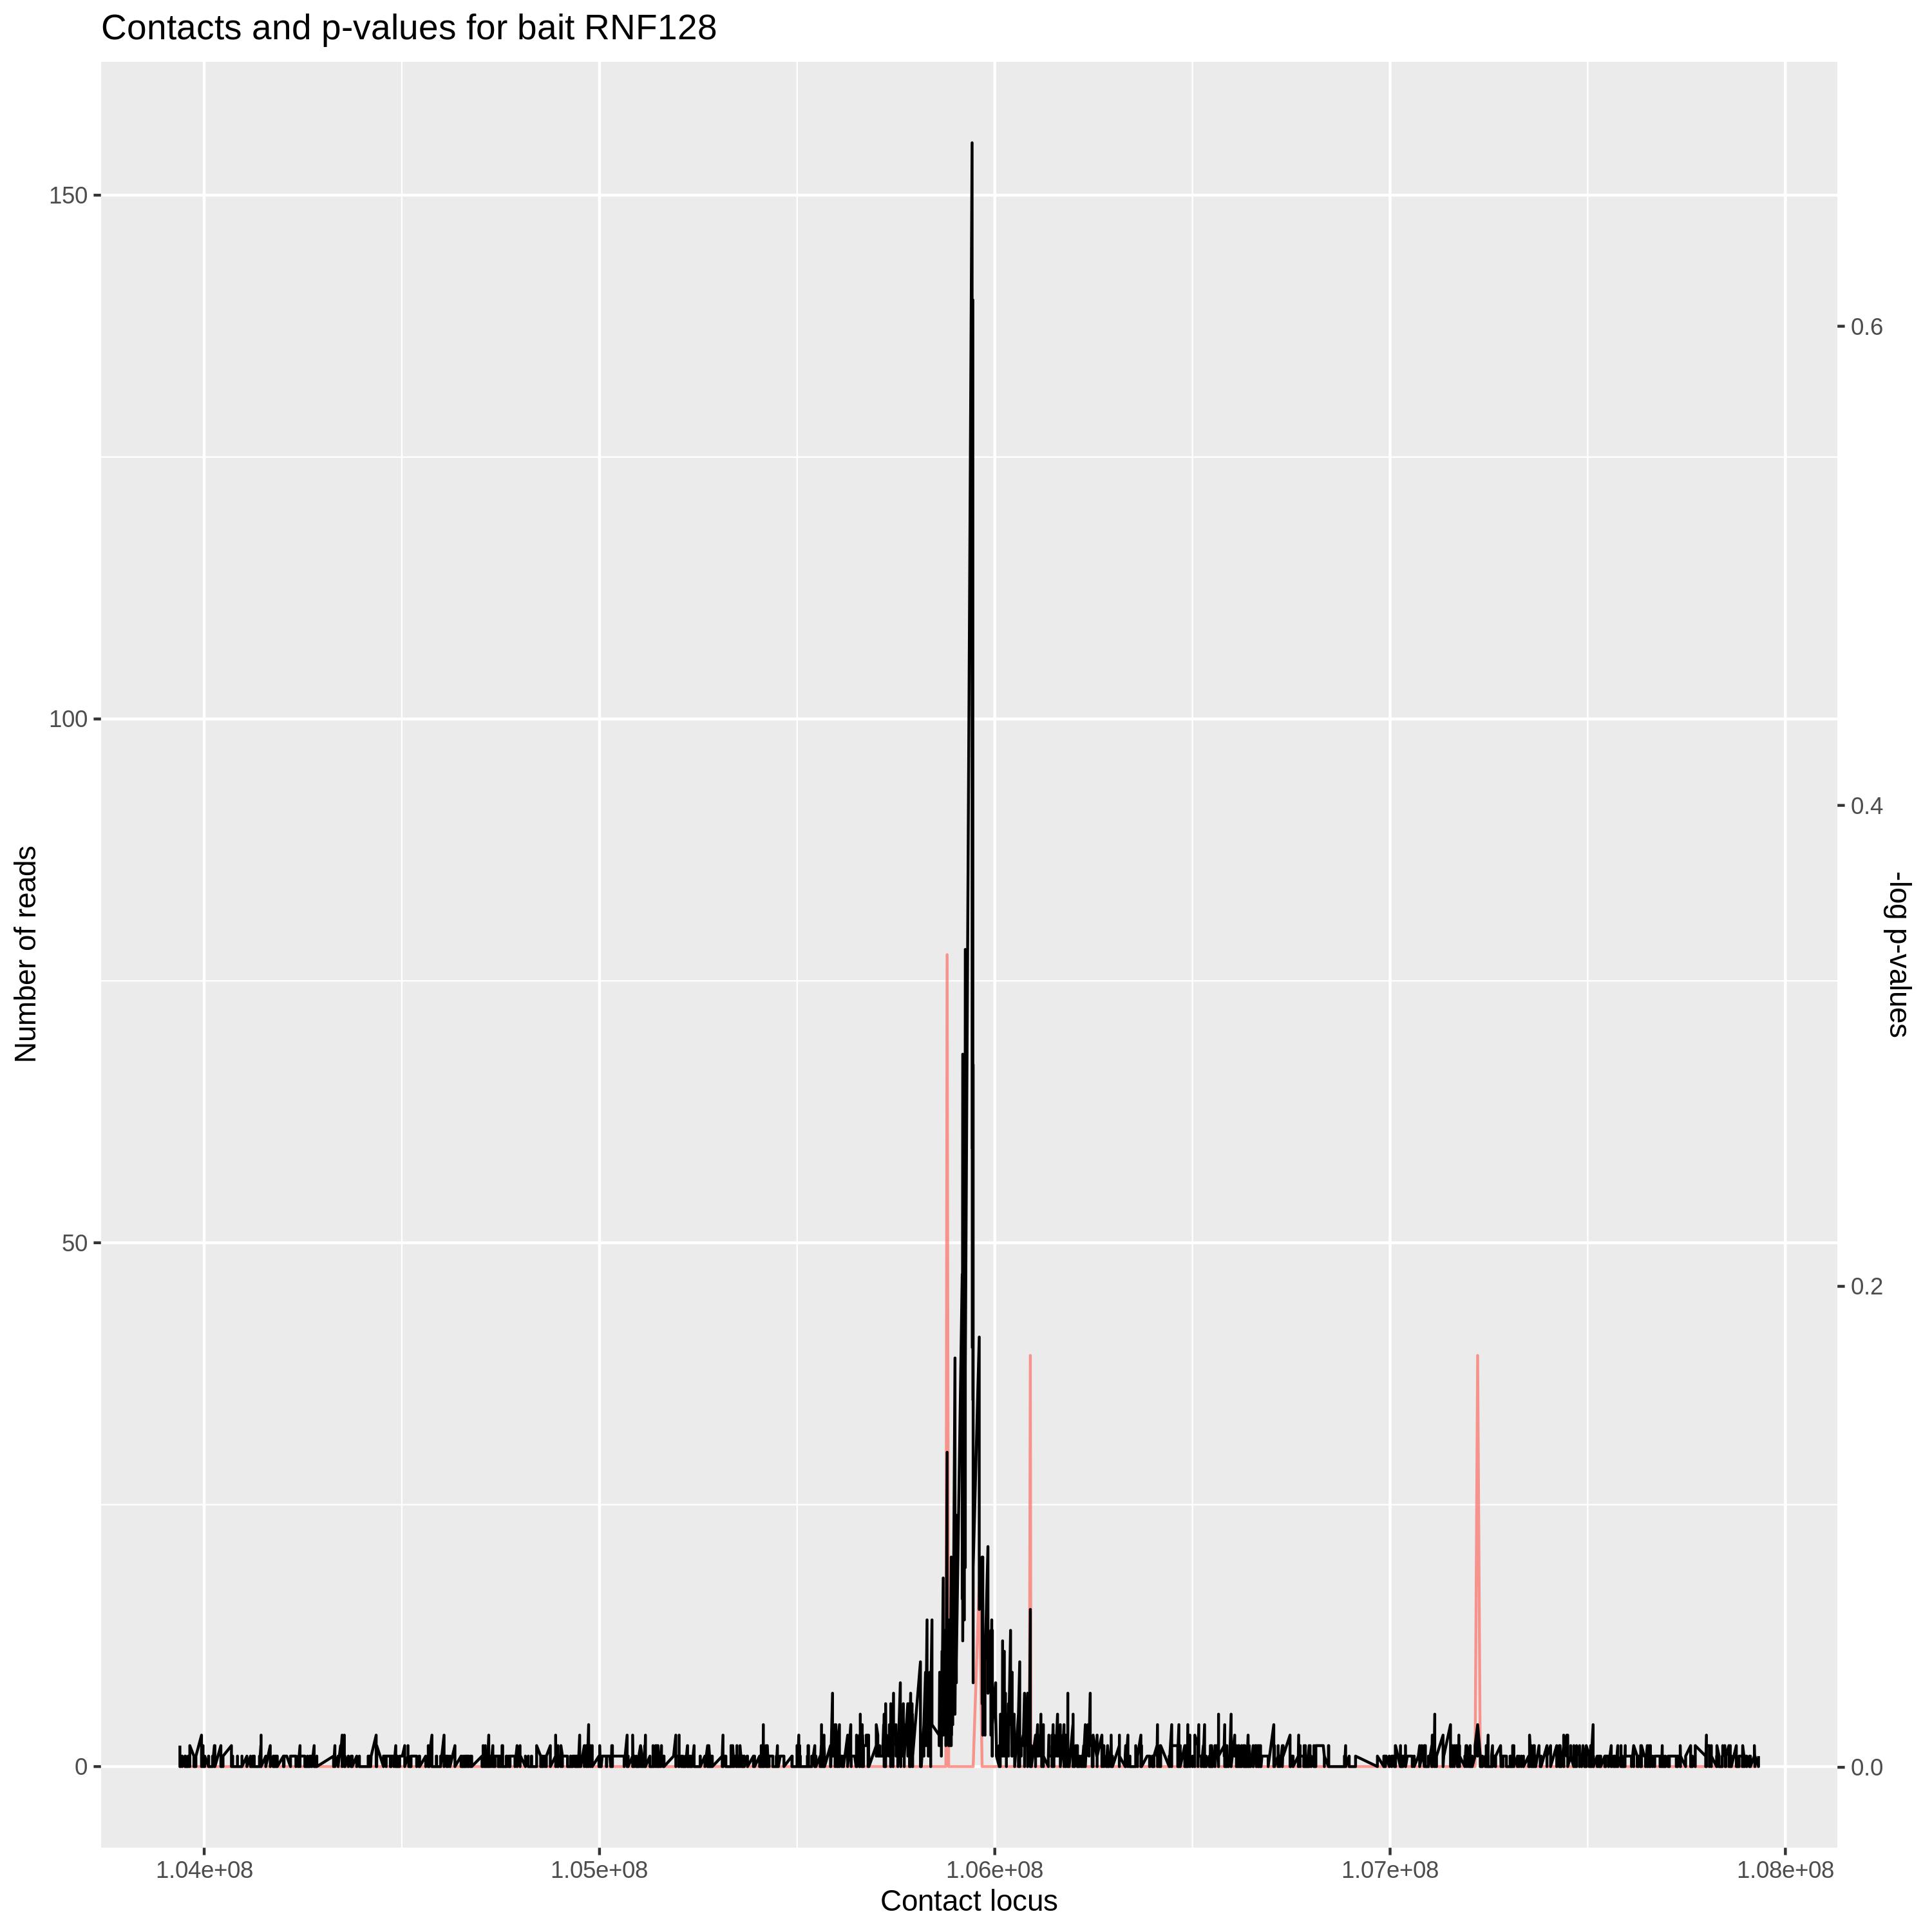 Contacts and p-values for bait RNF128
150
100
50
0
Number of reads
0.6
0.4
0.2
0.0
-log p-values
1.04e+08 1.05e+08 1.06e+08 1.07e+08 1.08e+08
Contact locus